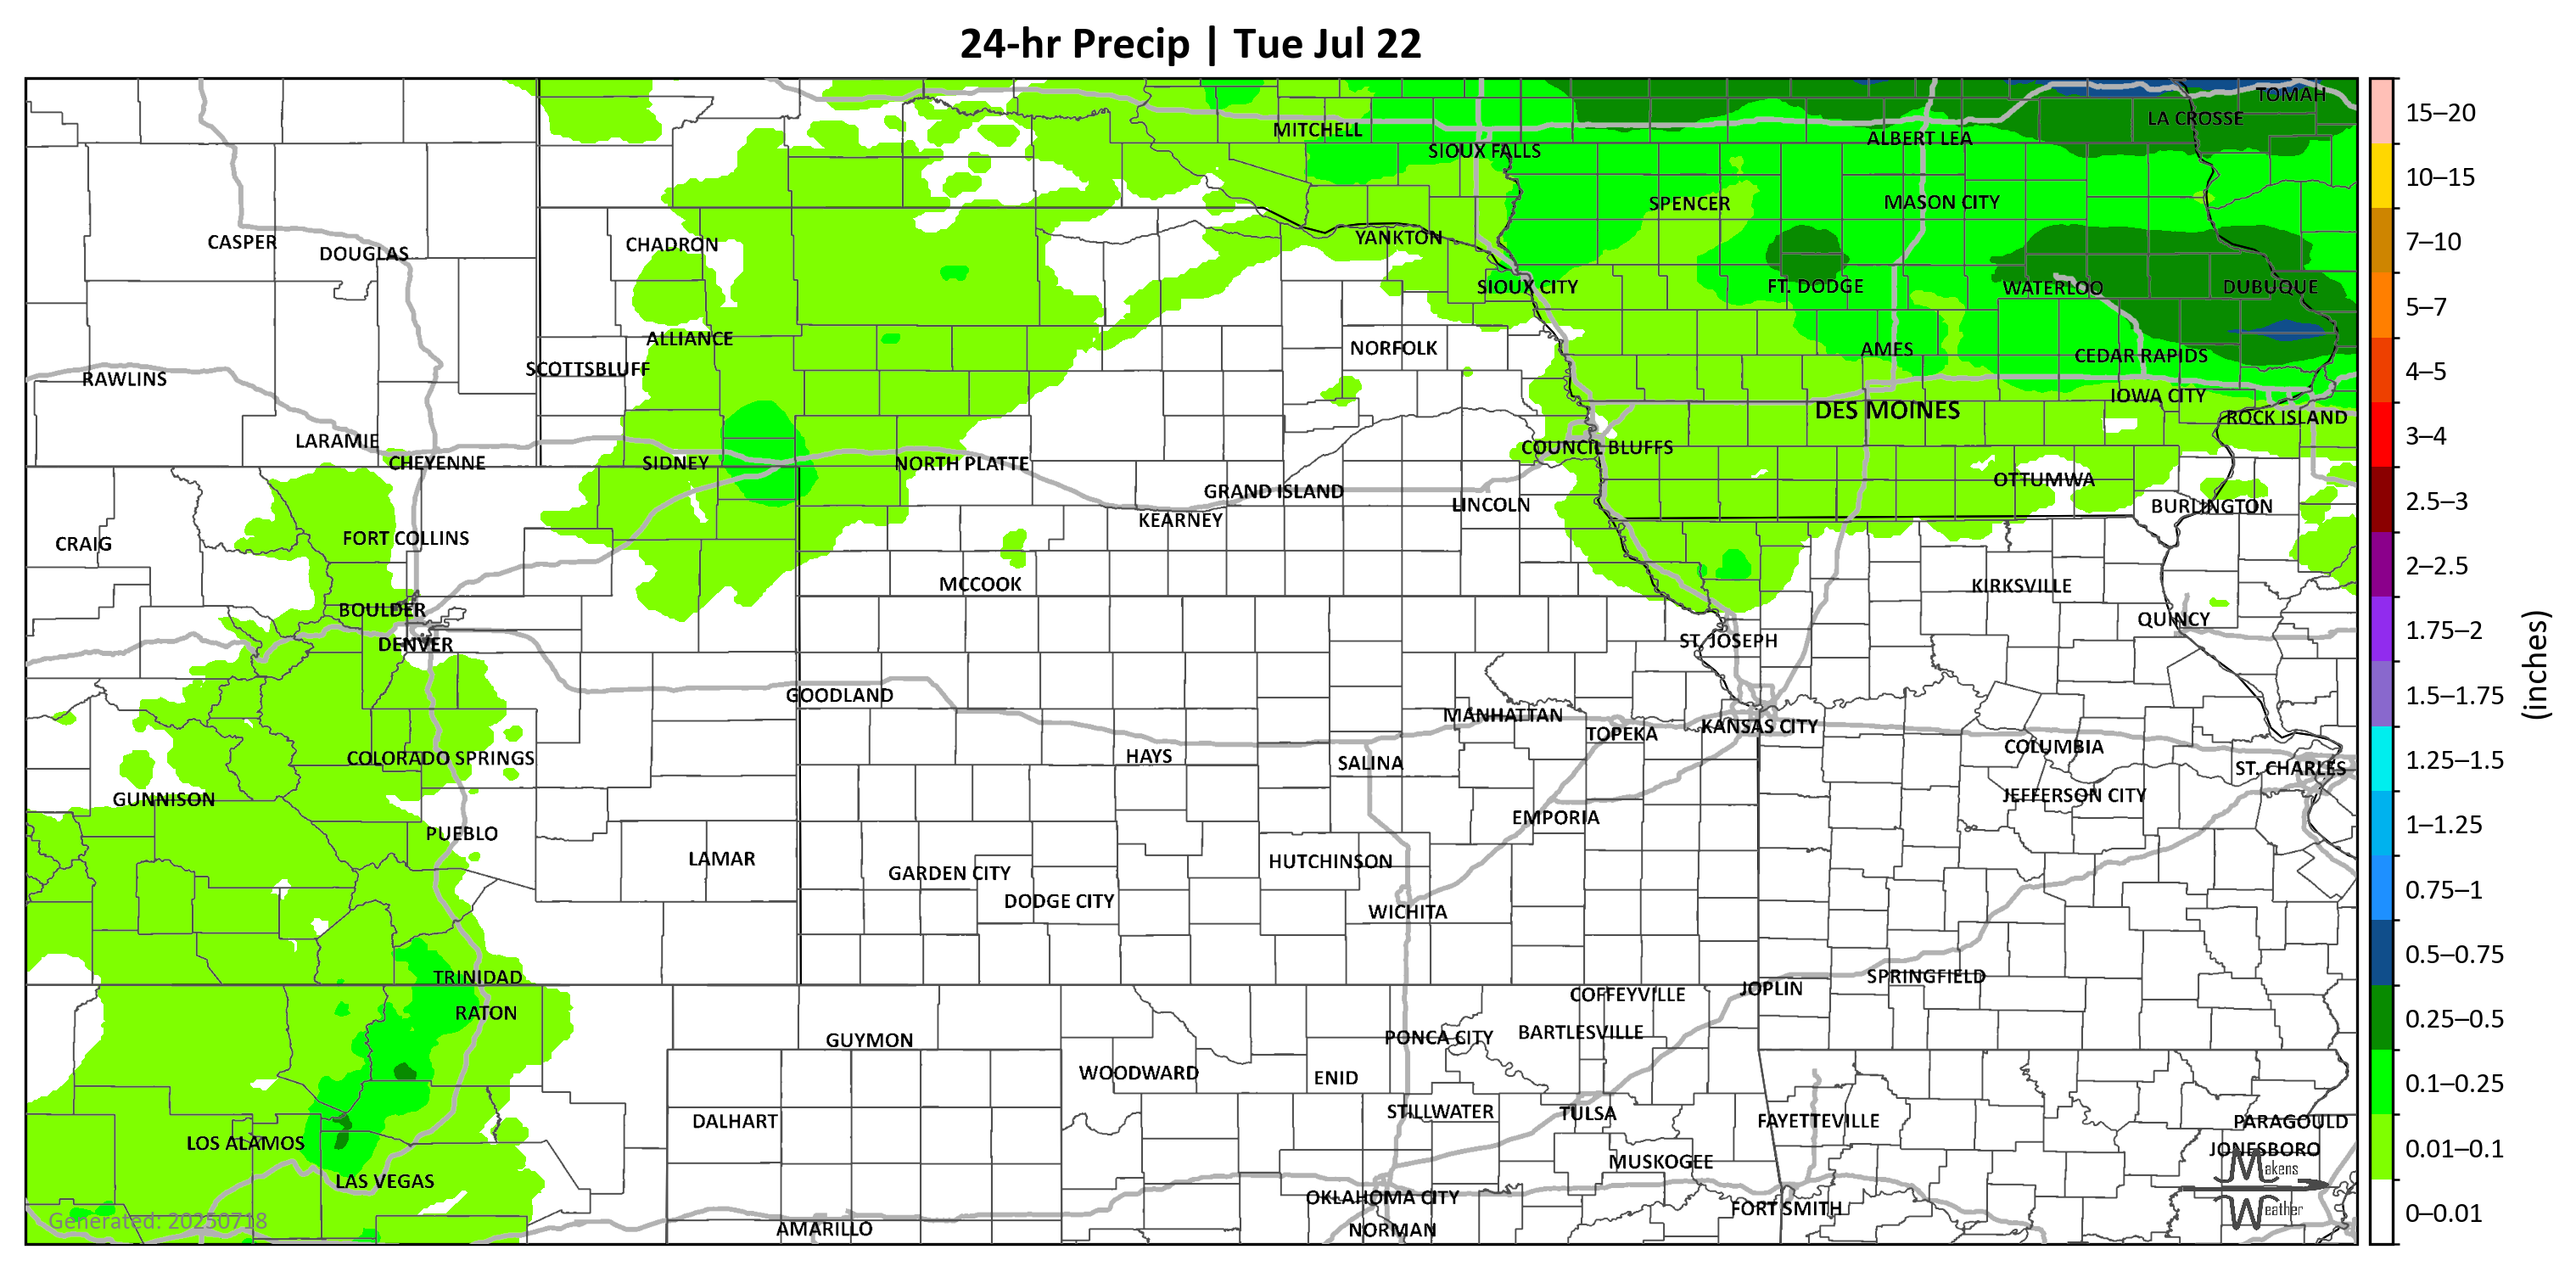 24-hr Precip | Tue Jul 22
TOMAH
LA CROSSE
MITCHELL
ALBERT LEA
SIOUX FALLS
SPENCER
MASON CITY
YANKTON
CASPER
CHADRON
DOUGLAS
SIOUX CITY
FT. DODGE
WATERLOO
DUBUQUE
ALLIANCE
NORFOLK
AMES
CEDAR RAPIDS
SCOTTSBLUFF
RAWLINS
IOWA CITY
DES MOINES
ROCK ISLAND
LARAMIE
COUNCIL BLUFFS
CHEYENNE
SIDNEY
NORTH PLATTE
OTTUMWA
GRAND ISLAND
LINCOLN
BURLINGTON
KEARNEY
CRAIG
FORT COLLINS
MCCOOK
KIRKSVILLE
BOULDER
QUINCY
DENVER
ST. JOSEPH
GOODLAND
MANHATTAN
TOPEKA
KANSAS CITY
COLUMBIA
COLORADO SPRINGS
HAYS
SALINA
ST. CHARLES
GUNNISON
JEFFERSON CITY
EMPORIA
PUEBLO
LAMAR
HUTCHINSON
GARDEN CITY
DODGE CITY
WICHITA
TRINIDAD
SPRINGFIELD
JOPLIN
COFFEYVILLE
RATON
GUYMON
PONCA CITY
BARTLESVILLE
WOODWARD
ENID
STILLWATER
TULSA
DALHART
FAYETTEVILLE
PARAGOULD
LOS ALAMOS
JONESBORO
MUSKOGEE
LAS VEGAS
OKLAHOMA CITY
FORT SMITH
AMARILLO
NORMAN
Generated: 20250718
Makens
Weather
15–20
10–15
7–10
5–7
4–5
3–4
2.5–3
2–2.5
1.75–2
1.5–1.75
1.25–1.5
1–1.25
0.75–1
0.5–0.75
0.25–0.5
0.1–0.25
0.01–0.1
0–0.01
(inches)